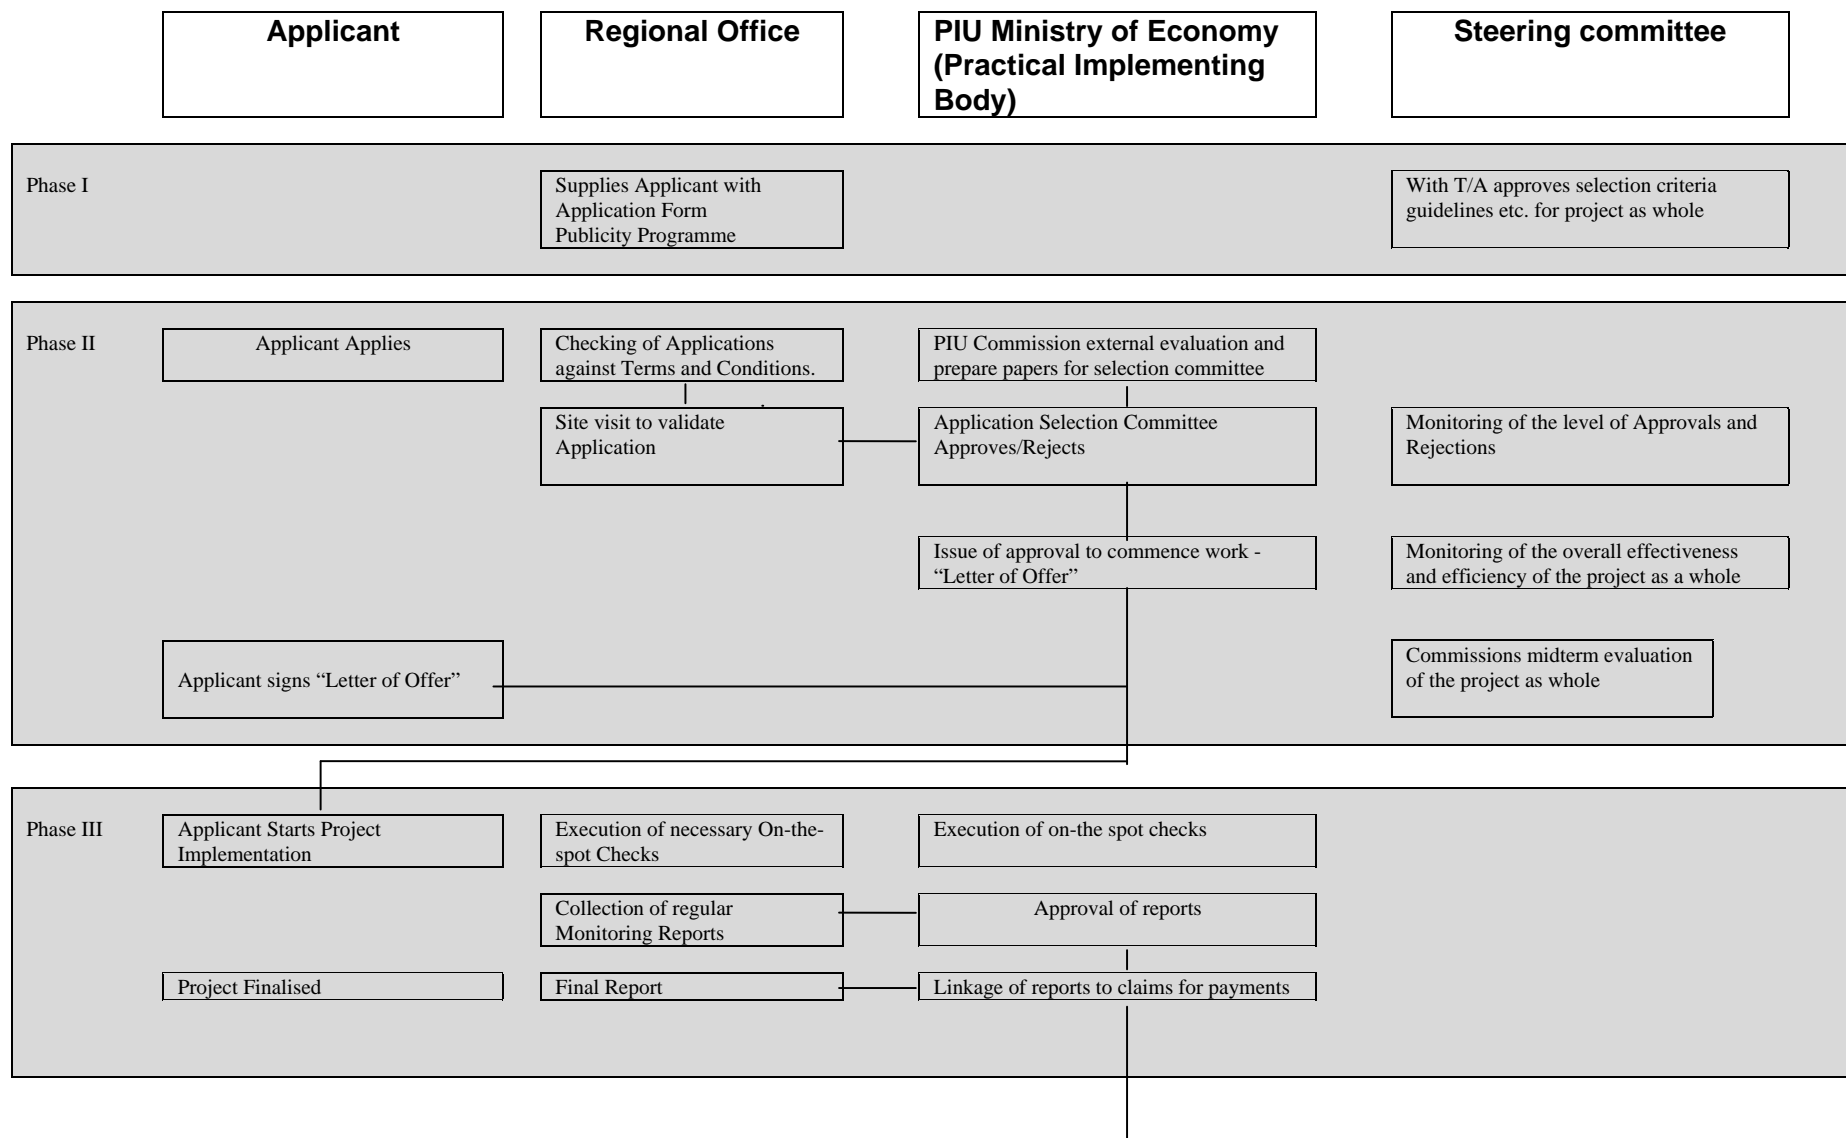 Applicant
Regional Office
PIU Ministry of Economy
(Practical Implementing
Body)
Steering committee
Phase I
Supplies Applicant with
Application Form
Publicity Programme
With T/A approves selection criteria
guidelines etc. for project as whole
Phase II
Applicant Applies
Checking of Applications
against Terms and Conditions.
PIU Commission external evaluation and
prepare papers for selection committee
Site visit to validate
Application
Application Selection Committee
Approves/Rejects
Monitoring of the level of Approvals and
Rejections
Issue of approval to commence work -
“Letter of Offer”
Monitoring of the overall effectiveness
and efficiency of the project as a whole
Applicant signs “Letter of Offer”
Commissions midterm evaluation
of the project as whole
Phase III
Applicant Starts Project
Implementation
Execution of necessary On-the-
spot Checks
Execution of on-the spot checks
Collection of regular
Monitoring Reports
Approval of reports
Project Finalised
Final Report
Linkage of reports to claims for payments